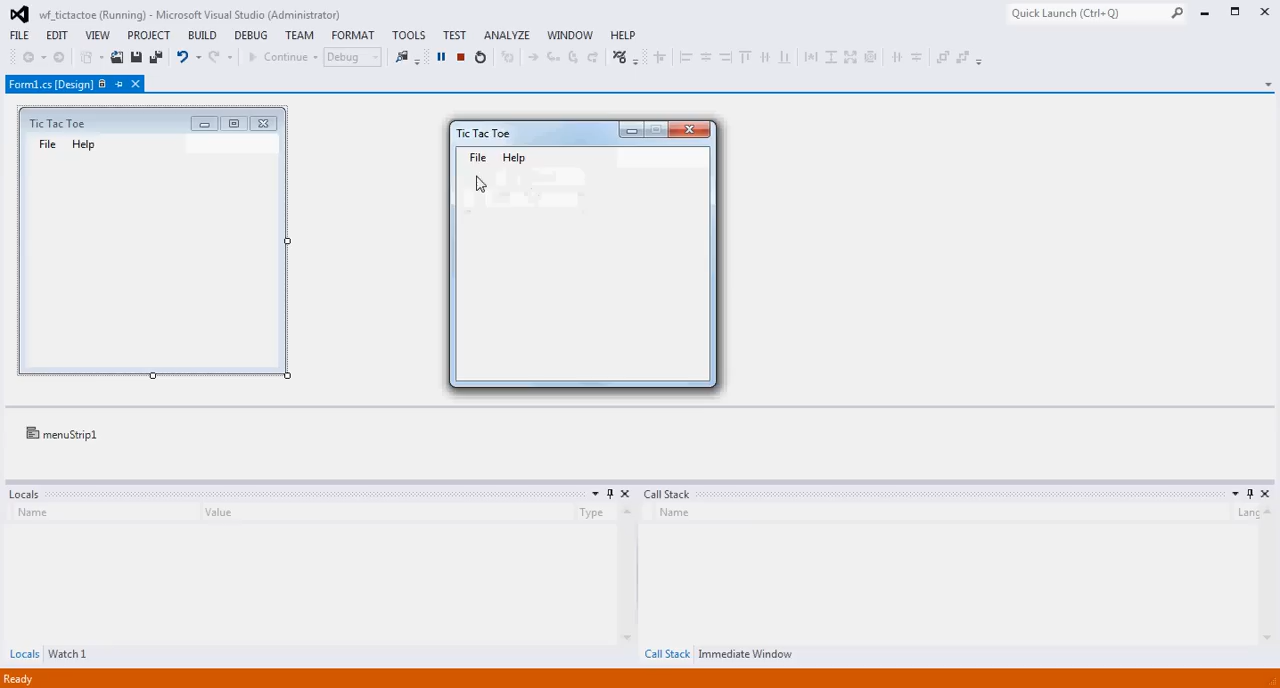 wf_tictactoe (Running) - Microsoft Visual Studio (Administrator)
Quick Launch (Ctrl+Q)
FILE EDIT VIEW PROJECT BUILD DEBUG TEAM FORMAT TOOLS TEST ANALYZE WINDOW HELP
Continue Debug
Form1.cs [Design]
Tic Tac Toe
File Help
Tic Tac Toe
File Help
menuStrip1
Locals
Name Value Type
Locals Watch 1
Call Stack
Name Lang
Call Stack Immediate Window
Ready